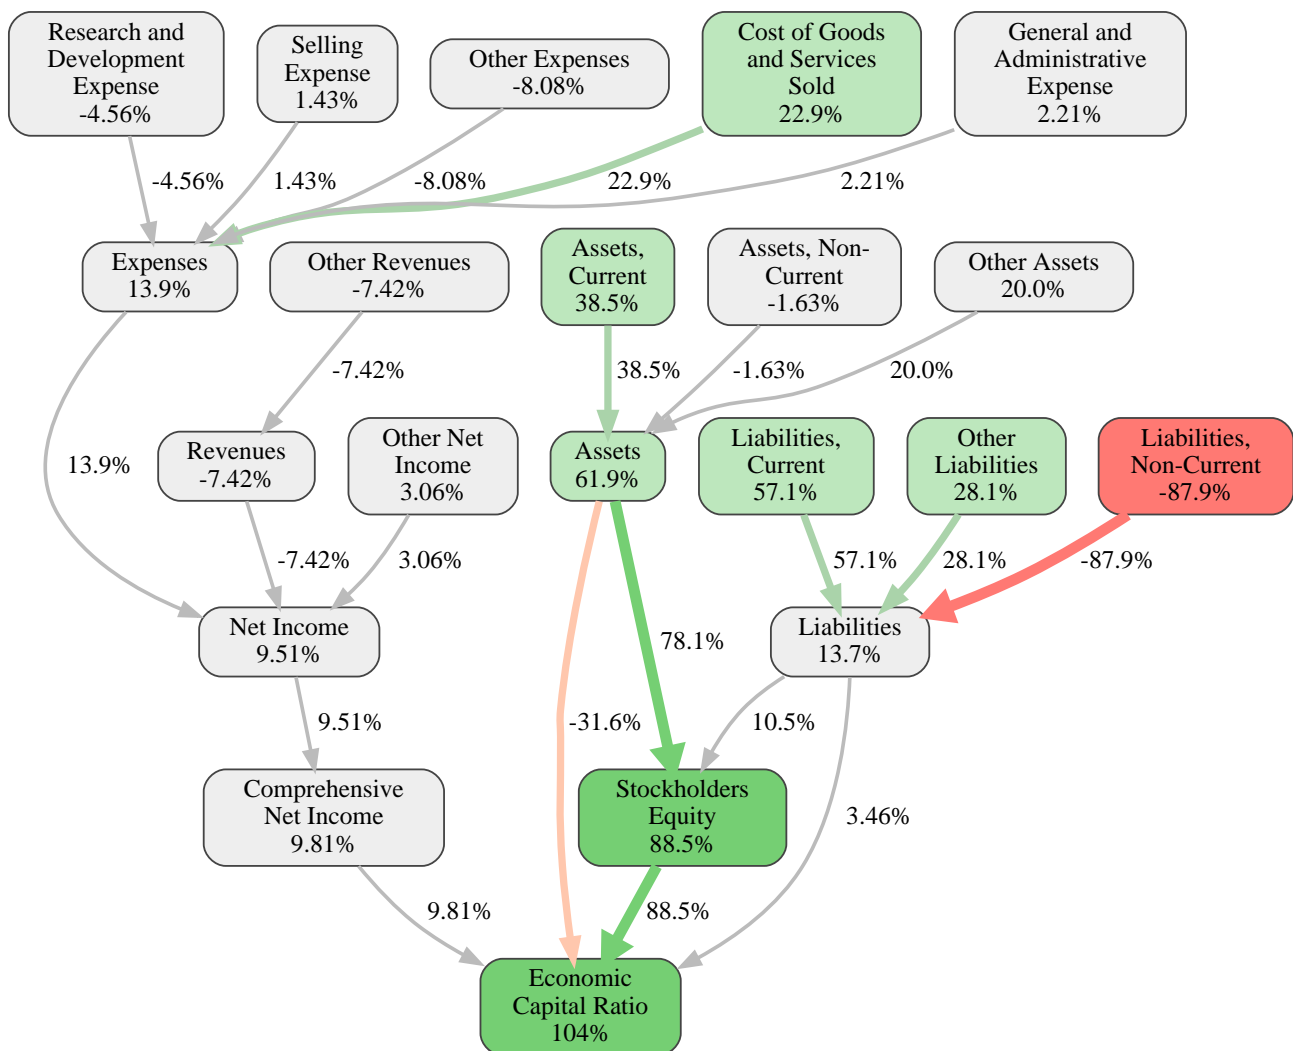 Research and
Development
Expense
-4.56%
Selling
Expense
1.43%
Other Expenses
-8.08%
Cost of Goods
and Services
Sold
22.9%
General and
Administrative
Expense
2.21%
-4.56%
1.43%
-8.08%
22.9%
2.21%
Expenses
13.9%
Other Revenues
-7.42%
Assets,
Current
38.5%
Assets, Non-
Current
-1.63%
Other Assets
20.0%
-7.42%
38.5%
-1.63%
20.0%
13.9%
Revenues
-7.42%
Other Net
Income
3.06%
Assets
61.9%
Liabilities,
Current
57.1%
Other
Liabilities
28.1%
Liabilities,
Non-Current
-87.9%
-7.42%
3.06%
57.1%
28.1%
-87.9%
Net Income
9.51%
78.1%
Liabilities
13.7%
9.51%
-31.6%
10.5%
Comprehensive
Net Income
9.81%
Stockholders
Equity
88.5%
3.46%
9.81%
88.5%
Economic
Capital Ratio
104%